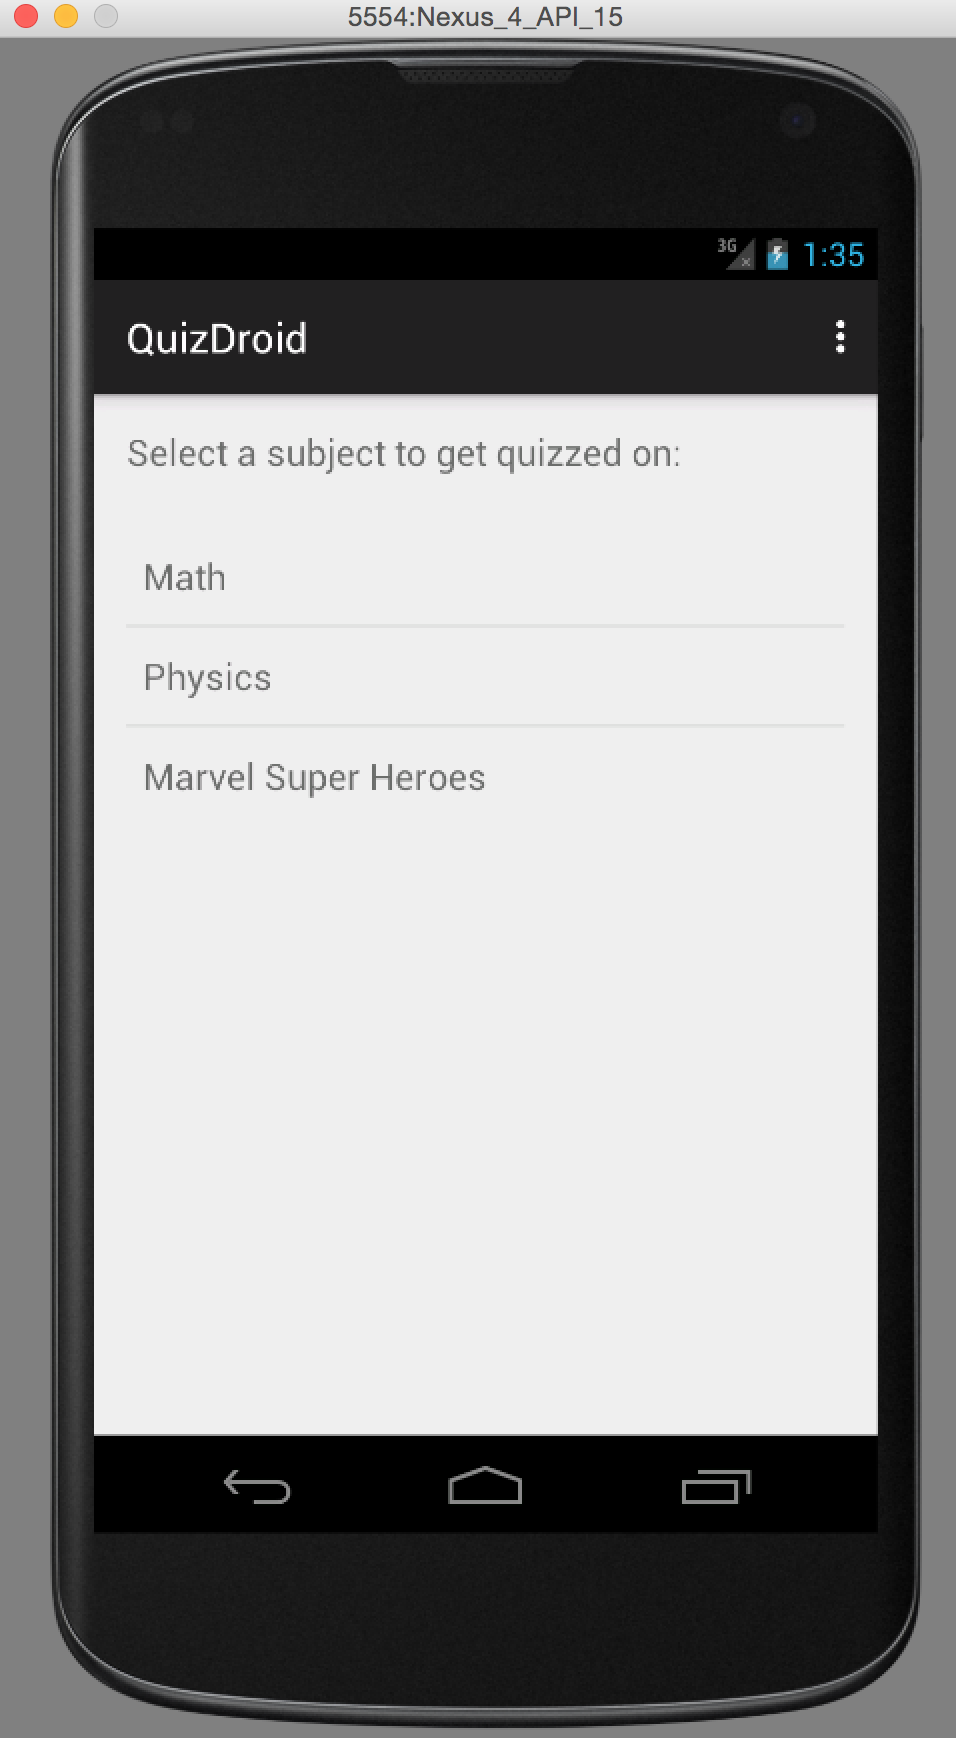 5554:Nexus_4_API_15
3G 1:35
QuizDroid
Select a subject to get quizzed on:
Math
Physics
Marvel Super Heroes